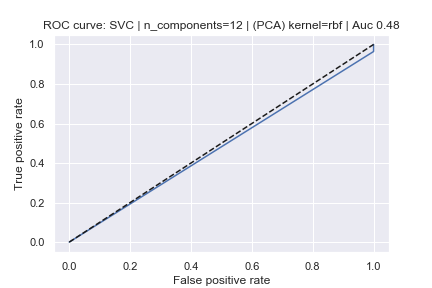 ROC curve: SVC | n_components=12 | (PCA) kernel=rbf | Auc 0.48
1.0
0.8
0.6
0.4
0.2
0.0
True positive rate
0.0 0.2 0.4 0.6 0.8 1.0
False positive rate